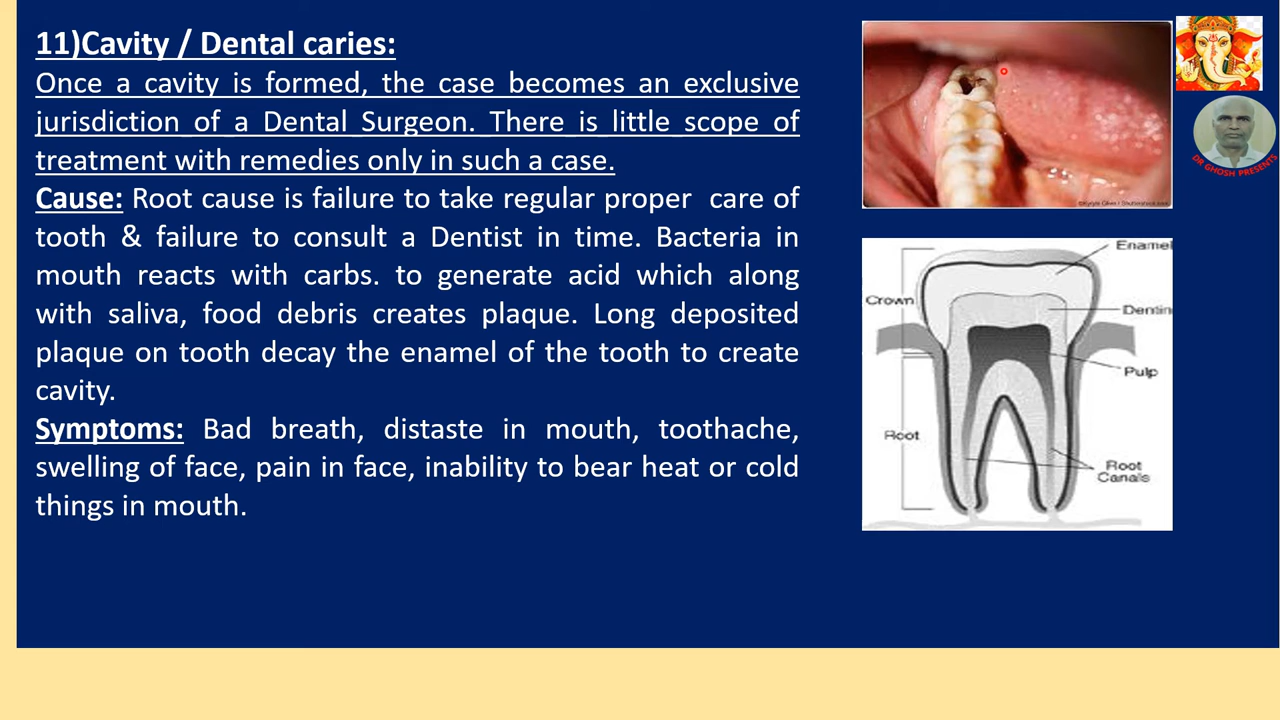 11)Cavity / Dental caries:
Once a cavity is formed, the case becomes an exclusive
jurisdiction of a Dental Surgeon. There is little scope of
treatment with remedies only in such a case.
Cause: Root cause is failure to take regular proper care of
tooth & failure to consult a Dentist in time. Bacteria in
mouth reacts with carbs. to generate acid which along
with saliva, food debris creates plaque. Long deposited
plaque on tooth decay the enamel of the tooth to create
cavity.
Symptoms: Bad breath, distaste in mouth, toothache,
swelling of face, pain in face, inability to bear heat or cold
things in mouth.
DR GHOSH PRESENTS
Enamel
Crown
Dentin
Pulp
Root
Root
Canals